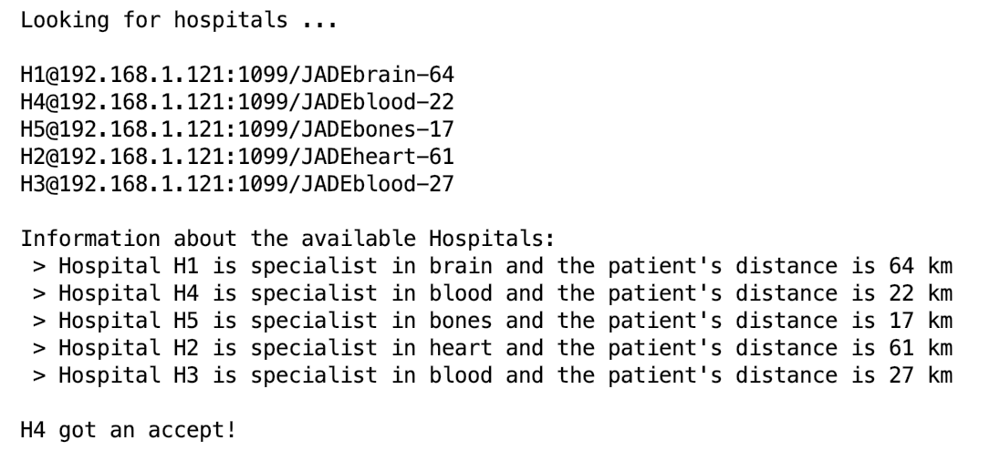 Looking for hospitals ...
H1@192.168.1.121:1099/JADEbrain-64
H4@192.168.1.121:1099/JADEblood-22
H5@192.168.1.121:1099/JADEbones-17
H2@192.168.1.121:1099/JADEheart-61
H3@192.168.1.121:1099/JADEblood-27
Information about the available Hospitals:
> Hospital H1 is specialist in brain and the patient's distance is 64 km
> Hospital H4 is specialist in blood and the patient's distance is 22 km
> Hospital H5 is specialist in bones and the patient's distance is 17 km
> Hospital H2 is specialist in heart and the patient's distance is 61 km
> Hospital H3 is specialist in blood and the patient's distance is 27 km
H4 got an accept!